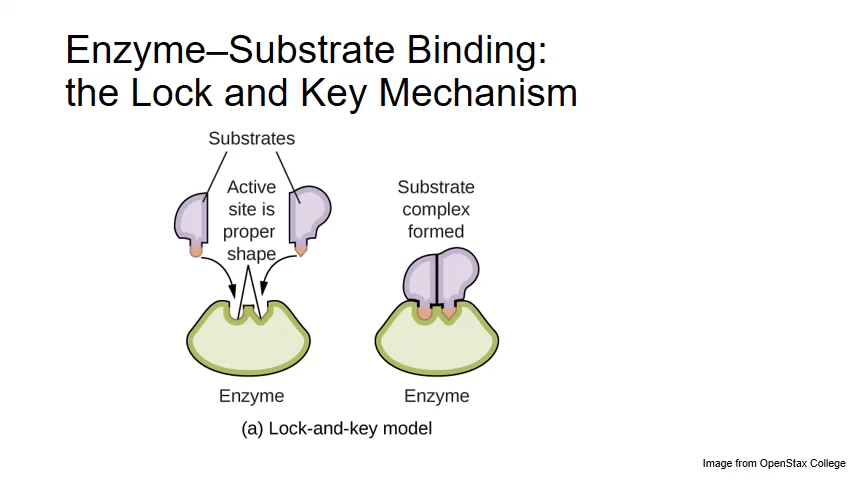 Enzyme–Substrate Binding:
the Lock and Key Mechanism
Substrates
Active
site is
proper
shape
Substrate
complex
formed
Enzyme
Enzyme
(a) Lock-and-key model
Image from OpenStax College